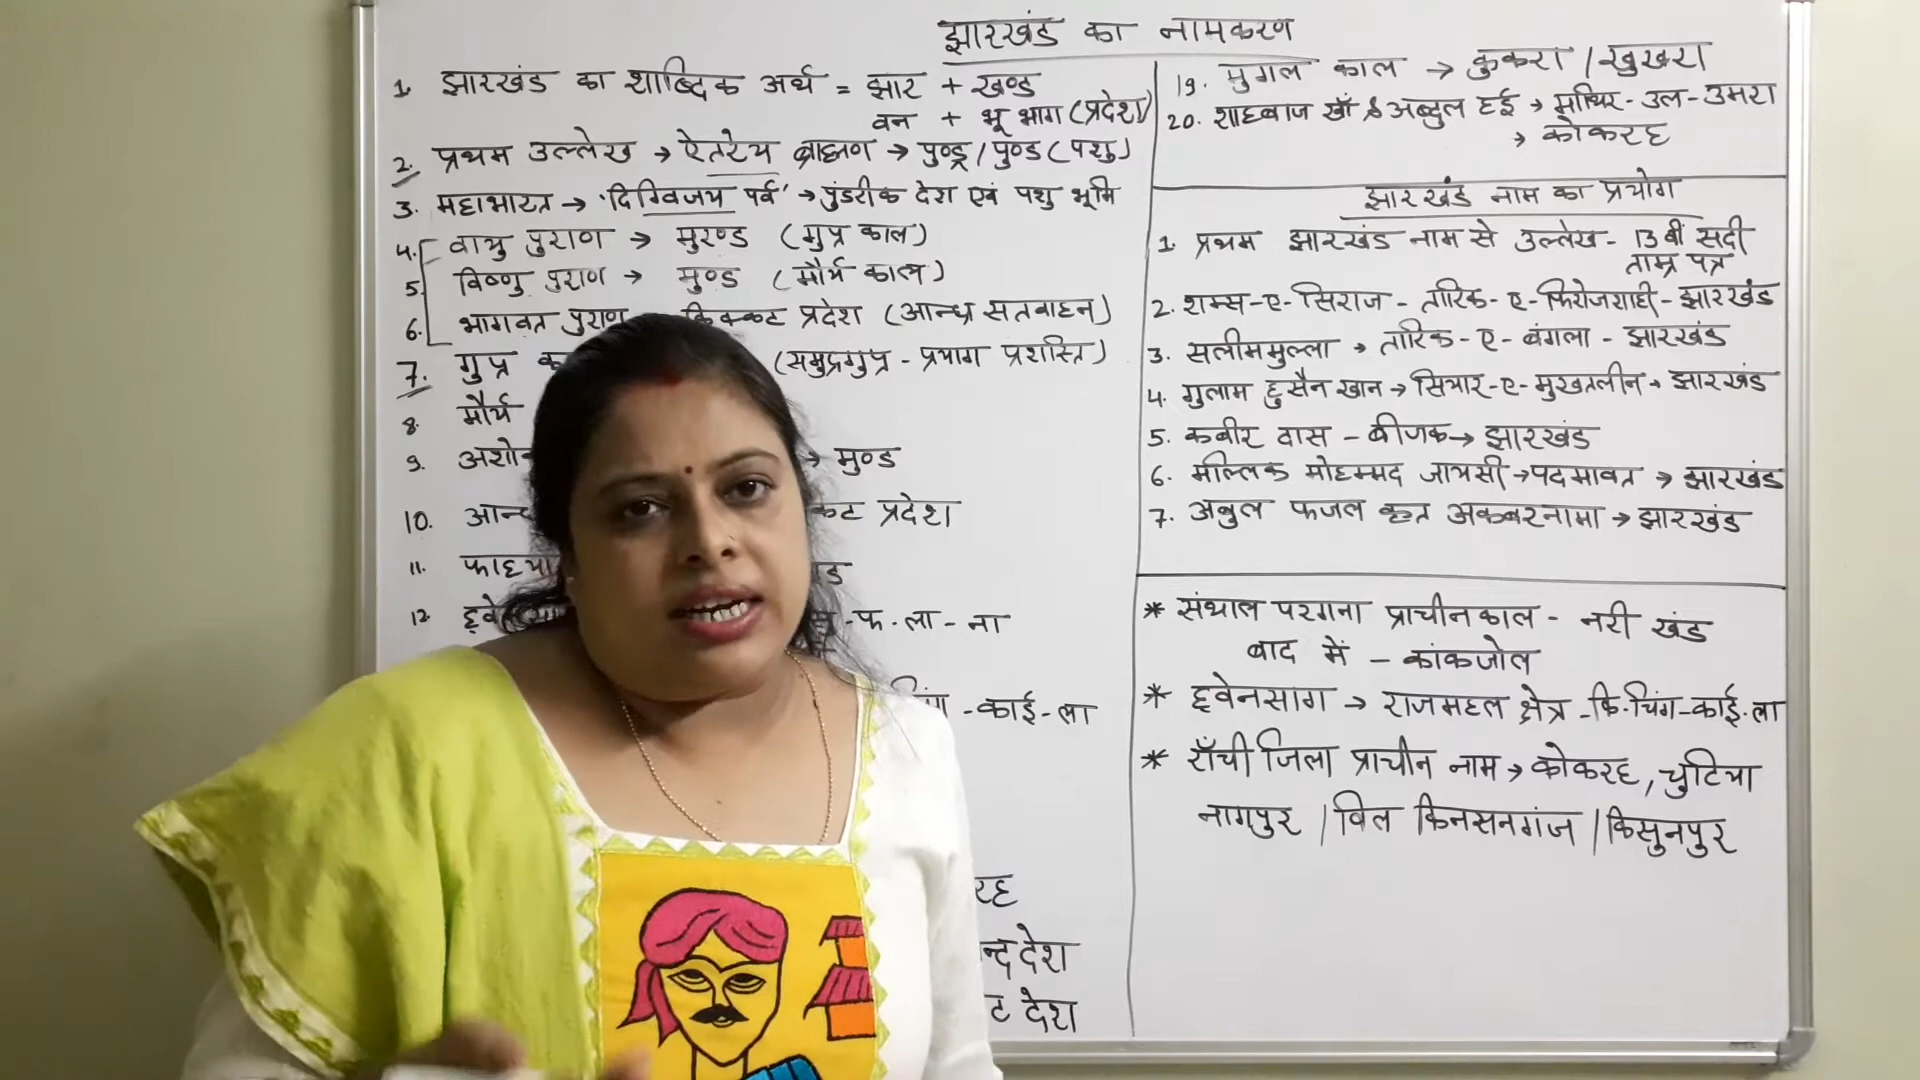 झारखंड का नामकरण
1. झारखंड का शाब्दिक अर्थ = झार + खण्ड
वन + भू भाग (प्रदेश)
2. प्रथम उल्लेख → ऐतरेय ब्राह्मण → पुण्ड्र / पुण्ड (पशु)
3. महाभारत → 'दिग्विजय पर्व' → पुंडरीक देश एवं पशु भूमि
4. वायु पुराण → मुरण्ड (गुप्त काल)
5. विष्णु पुराण → मुण्ड (मौर्य काल)
6. भागवत पुराण किक्कट प्रदेश (आन्ध्र सतवाहन)
7. गुप्त (समुद्रगुप्त - प्रयाग प्रशस्ति)
8. मौर्य
9. → मुण्ड
10. प्रदेश
11.
12. - फ - ला - ना
- काई - ला
देश
देश
19. मुगल काल → कुकरा / खुखरा
20. शाहबाज खाँ & अब्दुल हई → माथिर - उल - उमरा
→ कोकरह
झारखंड नाम का प्रयोग
1. प्रथम झारखंड नाम से उल्लेख - 13 वी सदी
ताम्र पत्र
2. शम्स-ए-सिराज - तारिक-ए-फिरोजशाही - झारखंड
3. सलीममुल्ला → तारिक-ए-बंगला - झारखंड
4. गुलाम हुसैन खान → सियार-ए-मुखतलीन → झारखंड
5. कबीर दास - बीजक → झारखंड
6. मल्लिक मोहम्मद जायसी → पदमावत → झारखंड
7. अबुल फजल कृत अकबरनामा → झारखंड
* संथाल परगना प्राचीनकाल - नरी खंड
बाद में - कांकजोल
* ह्वेनसाग → राजमहल क्षेत्र - कि-चिंग-काई-ला
* राँची जिला प्राचीन नाम → कोकरह, चुटिया
नागपुर / विल किनसनगंज / किसुनपुर